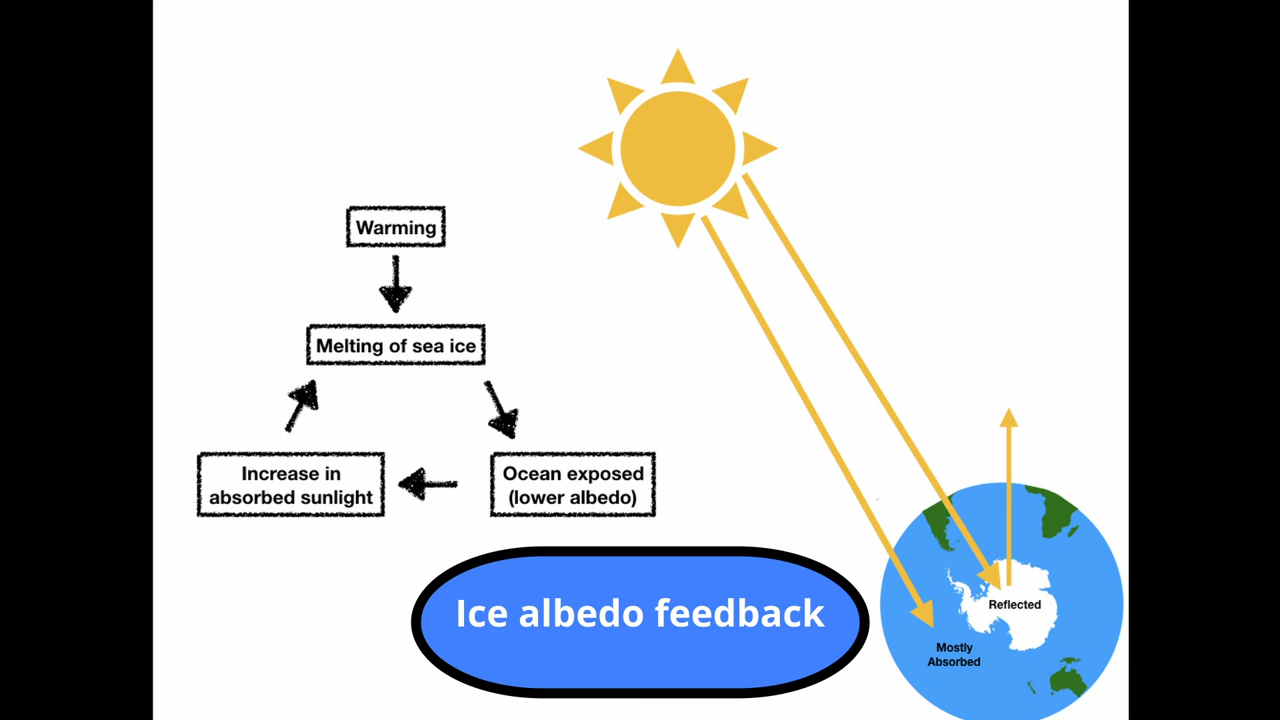 Warming
Melting of sea ice
Increase in
absorbed sunlight
Ocean exposed
(lower albedo)
Ice albedo feedback
Reflected
Mostly
Absorbed